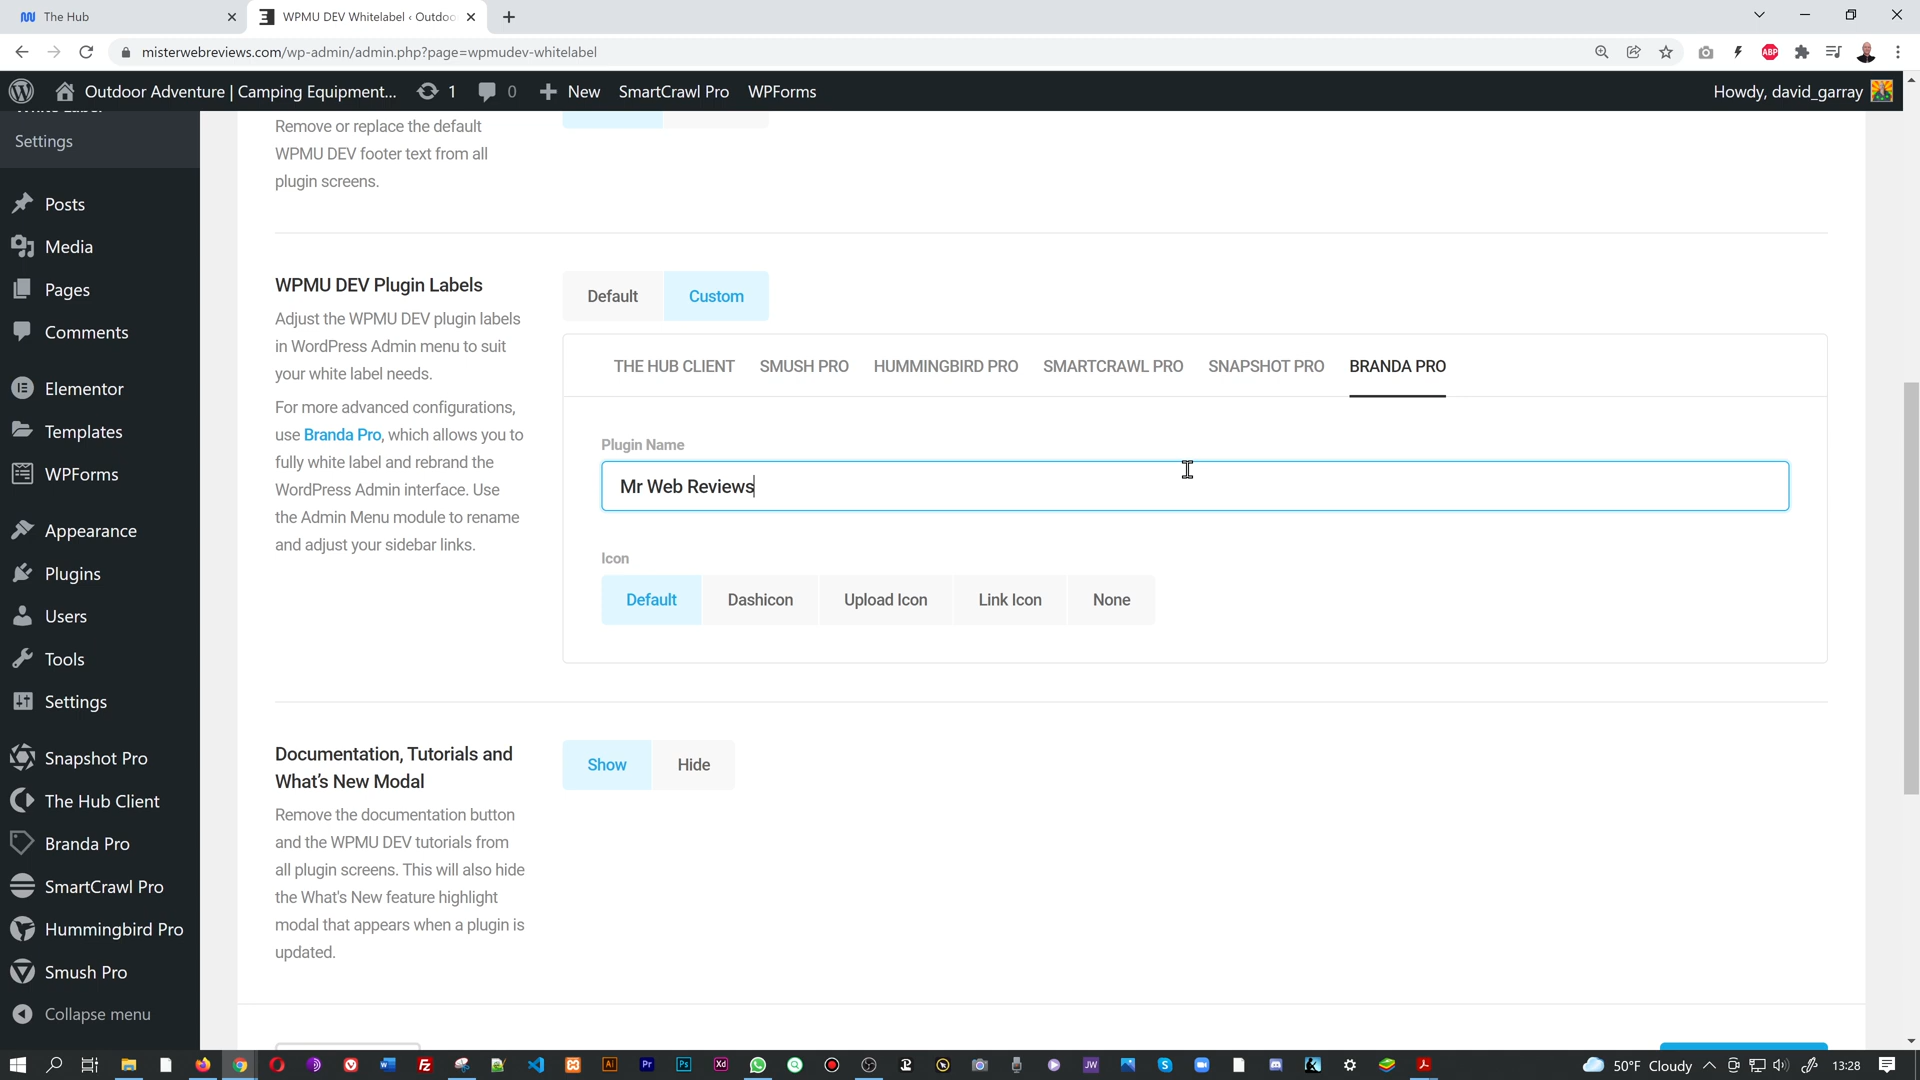 The Hub
WPMU DEV Whitelabel ‹ Outdoo
misterwebreviews.com/wp-admin/admin.php?page=wpmudev-whitelabel
ABP
Outdoor Adventure | Camping Equipment...
1
0
New
SmartCrawl Pro
WPForms
Howdy, david_garray
Settings
Posts
Media
Pages
Comments
Elementor
Templates
WPForms
Appearance
Plugins
Users
Tools
Settings
Snapshot Pro
The Hub Client
Branda Pro
SmartCrawl Pro
Hummingbird Pro
Smush Pro
Collapse menu
Remove or replace the default
WPMU DEV footer text from all
plugin screens.
WPMU DEV Plugin Labels
Adjust the WPMU DEV plugin labels
in WordPress Admin menu to suit
your white label needs.
For more advanced configurations,
use Branda Pro, which allows you to
fully white label and rebrand the
WordPress Admin interface. Use
the Admin Menu module to rename
and adjust your sidebar links.
Default
Custom
THE HUB CLIENT
SMUSH PRO
HUMMINGBIRD PRO
SMARTCRAWL PRO
SNAPSHOT PRO
BRANDA PRO
Plugin Name
Mr Web Reviews
Icon
Default
Dashicon
Upload Icon
Link Icon
None
Documentation, Tutorials and
What's New Modal
Remove the documentation button
and the WPMU DEV tutorials from
all plugin screens. This will also hide
the What's New feature highlight
modal that appears when a plugin is
updated.
Show
Hide
Ai
Pr
Ps
Xd
JW
50°F Cloudy
13:28